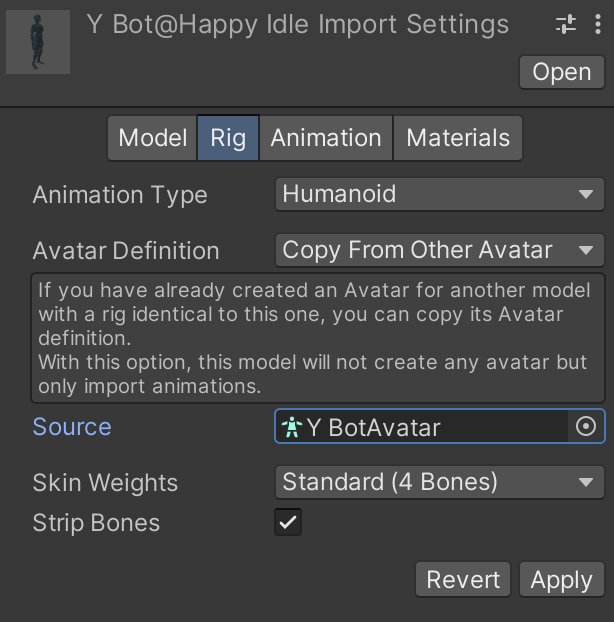 Y Bot@Happy Idle Import Settings
Open
Model Rig Animation Materials
Animation Type Humanoid
Avatar Definition Copy From Other Avatar
If you have already created an Avatar for another model
with a rig identical to this one, you can copy its Avatar
definition.
With this option, this model will not create any avatar but
only import animations.
Source Y BotAvatar
Skin Weights Standard (4 Bones)
Strip Bones
Revert Apply